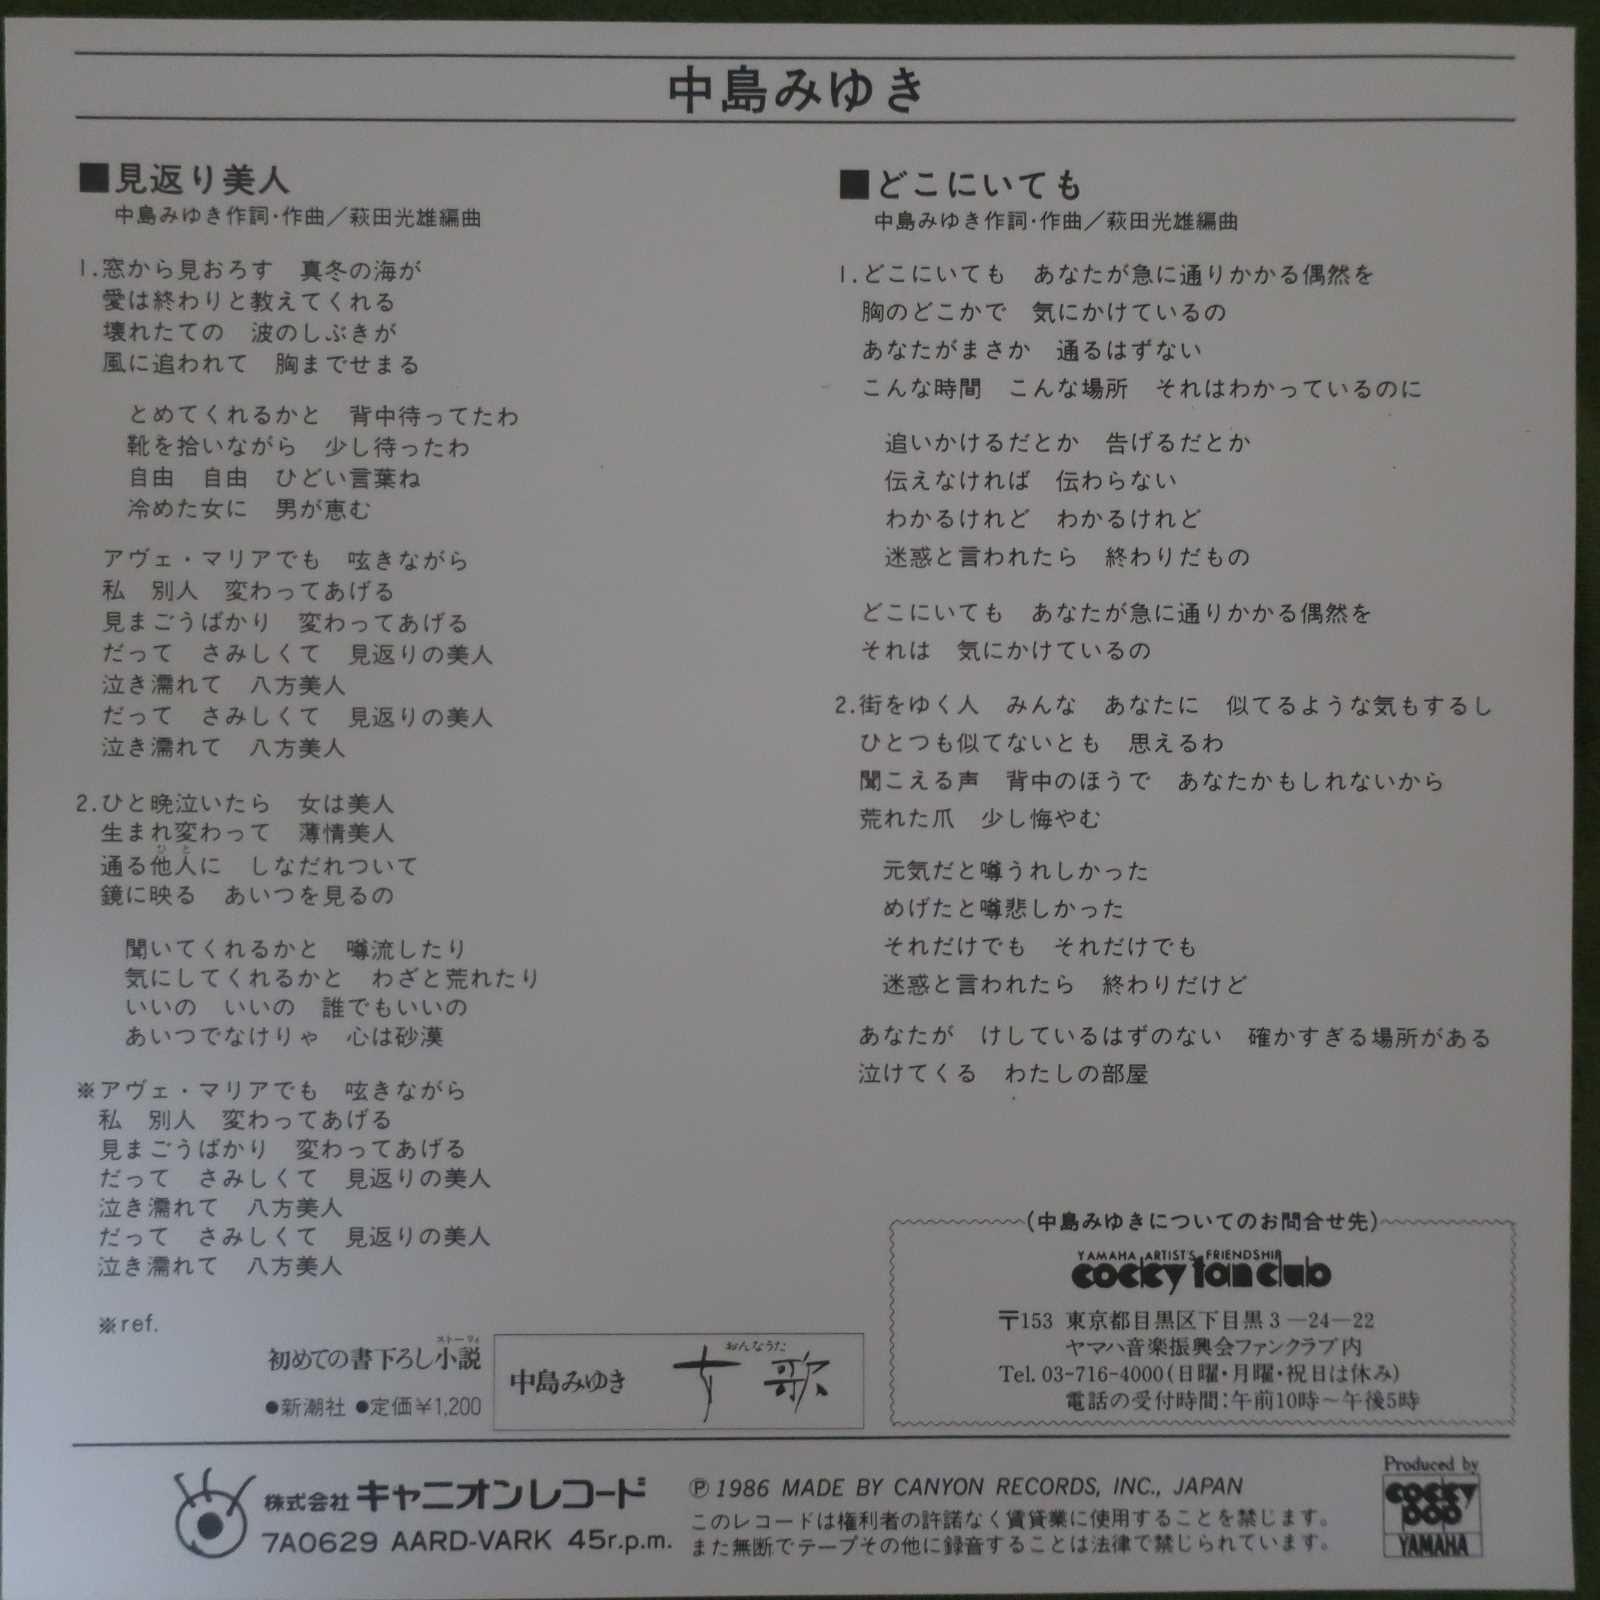 中島みゆき
■見返り美人
中島みゆき作詞・作曲／萩田光雄編曲
1.窓から見おろす　真冬の海が
愛は終わりと教えてくれる
壊れたての　波のしぶきが
風に追われて　胸までせまる
とめてくれるかと　背中待ってたわ
靴を拾いながら　少し待ったわ
自由　自由　ひどい言葉ね
冷めた女に　男が恵む
アヴェ・マリアでも　呟きながら
私　別人　変わってあげる
見まごうばかり　変わってあげる
だって　さみしくて　見返りの美人
泣き濡れて　八方美人
だって　さみしくて　見返りの美人
泣き濡れて　八方美人
2.ひと晩泣いたら　女は美人
生まれ変わって　薄情美人
ひと
通る他人に　しなだれついて
鏡に映る　あいつを見るの
聞いてくれるかと　噂流したり
気にしてくれるかと　わざと荒れたり
いいの　いいの　誰でもいいの
あいつでなけりゃ　心は砂漠
※アヴェ・マリアでも　呟きながら
私　別人　変わってあげる
見まごうばかり　変わってあげる
だって　さみしくて　見返りの美人
泣き濡れて　八方美人
だって　さみしくて　見返りの美人
泣き濡れて　八方美人
※ref.
■どこにいても
中島みゆき作詞・作曲／萩田光雄編曲
1.どこにいても　あなたが急に通りかかる偶然を
胸のどこかで　気にかけているの
あなたがまさか　通るはずない
こんな時間　こんな場所　それはわかっているのに
追いかけるだとか　告げるだとか
伝えなければ　伝わらない
わかるけれど　わかるけれど
迷惑と言われたら　終わりだもの
どこにいても　あなたが急に通りかかる偶然を
それは　気にかけているの
2.街をゆく人　みんな　あなたに　似てるような気もするし
ひとつも似てないとも　思えるわ
聞こえる声　背中のほうで　あなたかもしれないから
荒れた爪　少し悔やむ
元気だと噂うれしかった
めげたと噂悲しかった
それだけでも　それだけでも
迷惑と言われたら　終わりだけど
あなたが　けしているはずのない　確かすぎる場所がある
泣けてくる　わたしの部屋
ストーリィ
初めての書下ろし小説
●新潮社 ●定価¥1,200
おんなうた
中島みゆき 女歌
(中島みゆきについてのお問合せ先)
YAMAHA ARTIST'S FRIENDSHIP
cocky fan club
〒153 東京都目黒区下目黒3—24—22
ヤマハ音楽振興会ファンクラブ内
Tel. 03-716-4000(日曜・月曜・祝日は休み)
電話の受付時間：午前10時〜午後5時
株式会社 キャニオンレコード
7A0629 AARD-VARK 45r.p.m.
Ⓟ 1986 MADE BY CANYON RECORDS, INC., JAPAN
このレコードは権利者の許諾なく賃貸業に使用することを禁じます。
また無断でテープその他に録音することは法律で禁じられています。
Produced by
cocky
pop
YAMAHA